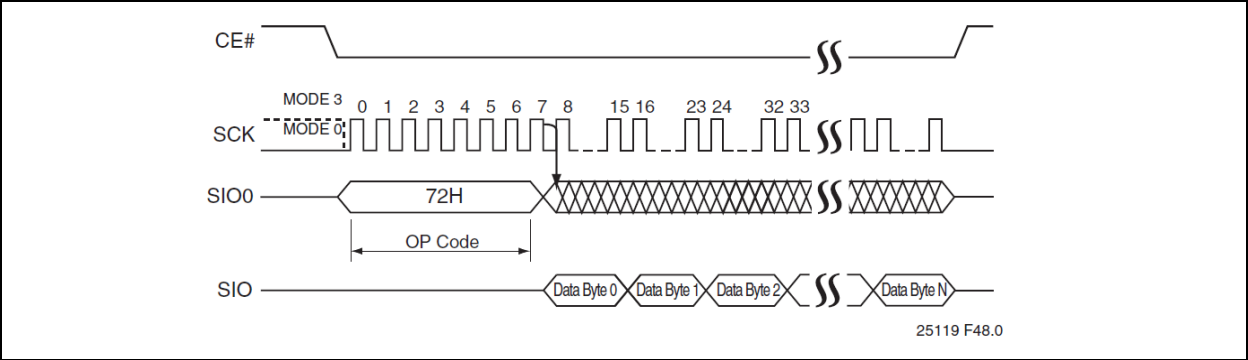 CE#
MODE 3
0 1 2 3 4 5 6 7 8 15 16 23 24 32 33
SCK
MODE 0
SIO0
72H
OP Code
SIO
Data Byte 0 Data Byte 1 Data Byte 2 Data Byte N
25119 F48.0